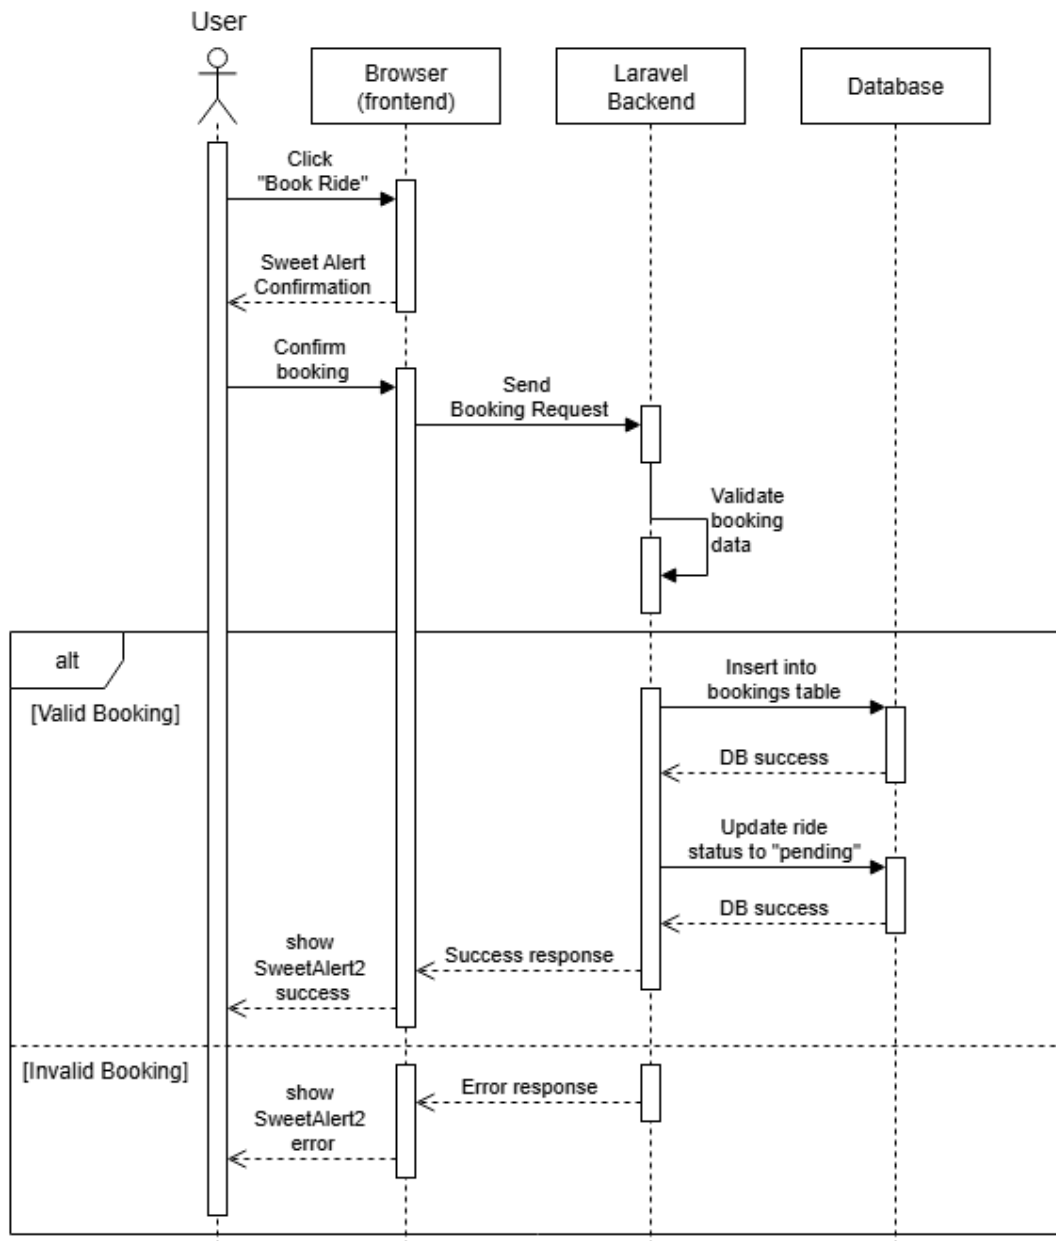 User
Browser
(frontend)
Laravel
Backend
Database
Click
"Book Ride"
Sweet Alert
Confirmation
Confirm
booking
Send
Booking Request
Validate
booking
data
alt
[Valid Booking]
Insert into
bookings table
DB success
Update ride
status to "pending"
DB success
Success response
show
SweetAlert2
success
[Invalid Booking]
Error response
show
SweetAlert2
error